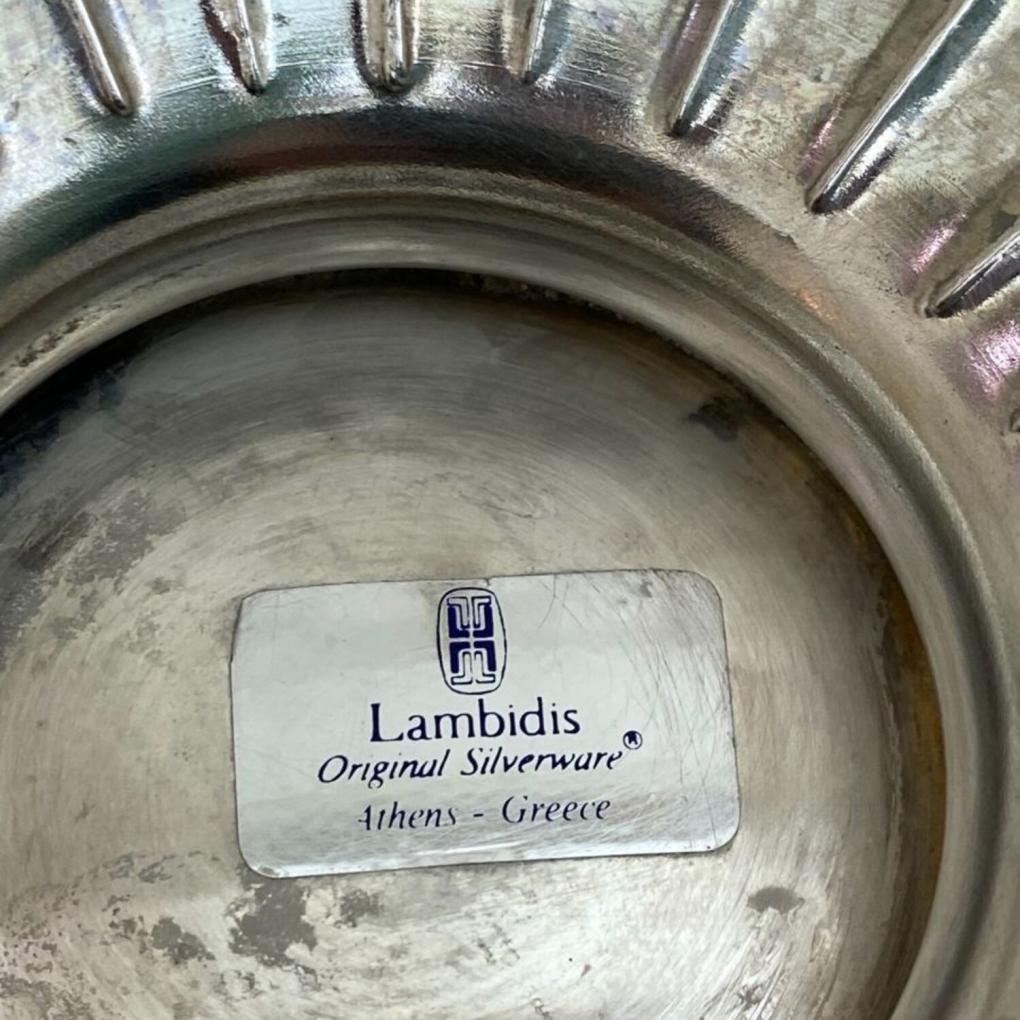 Lambidis
Original Silverware®
Athens - Greece